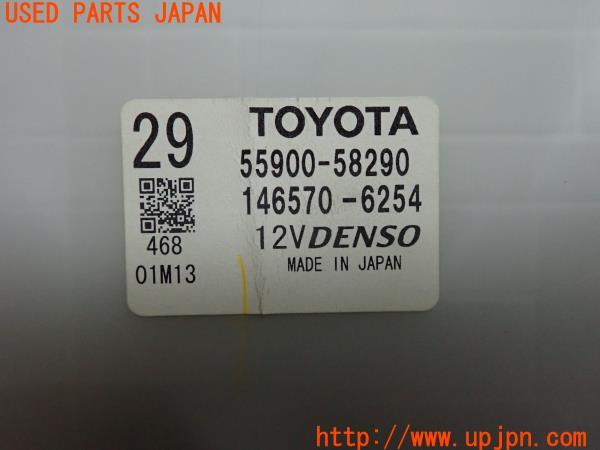 USED PARTS JAPAN
29
TOYOTA
55900-58290
146570-6254
468
12V DENSO
01M13
MADE IN JAPAN
UPJ
http://www.upjpn.com/